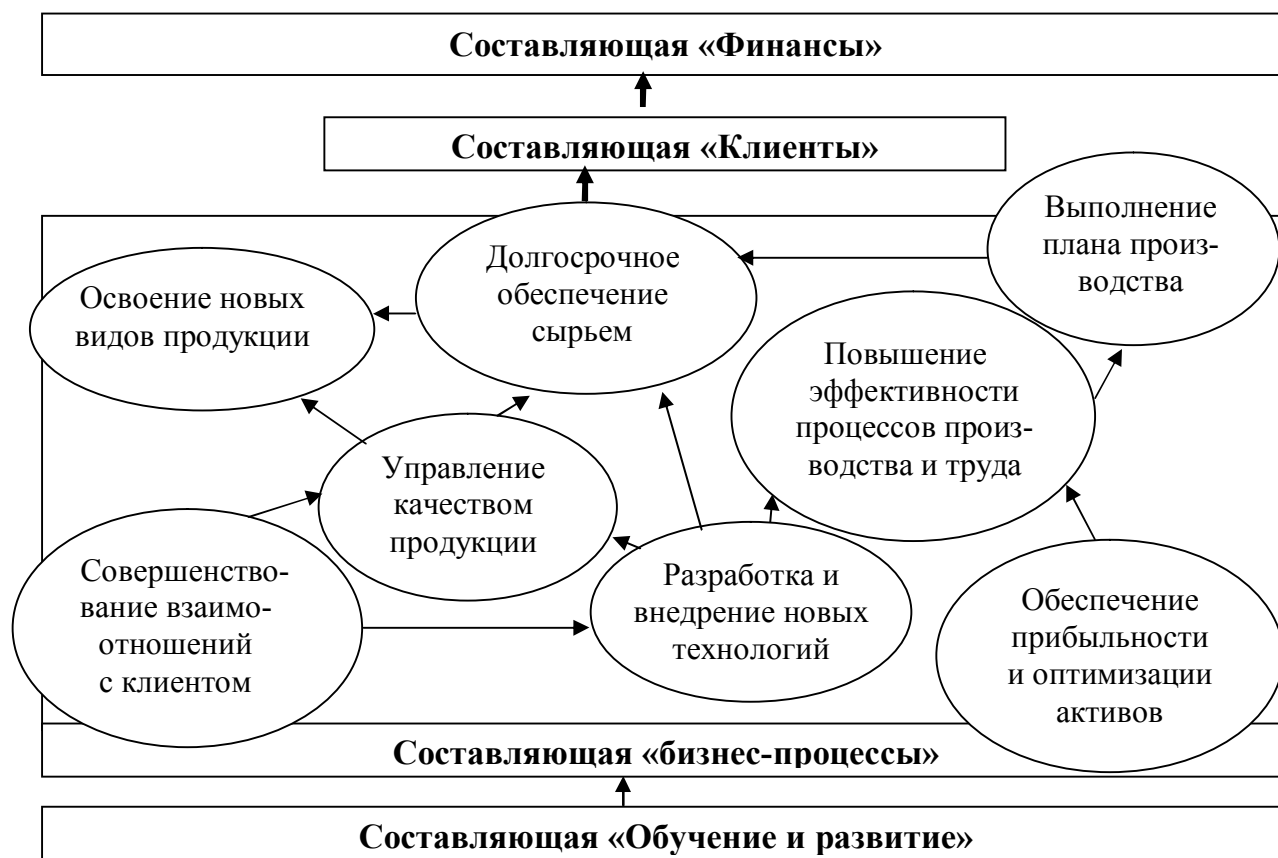 Составляющая «Финансы»
Составляющая «Клиенты»
Выполнение
плана произ-
водства
Долгосрочное
обеспечение
сырьем
Освоение новых
видов продукции
Повышение
эффективности
процессов произ-
водства и труда
Управление
качеством
продукции
Совершенство-
вание взаимо-
отношений
с клиентом
Разработка и
внедрение новых
технологий
Обеспечение
прибыльности
и оптимизации
активов
Составляющая «бизнес-процессы»
Составляющая «Обучение и развитие»